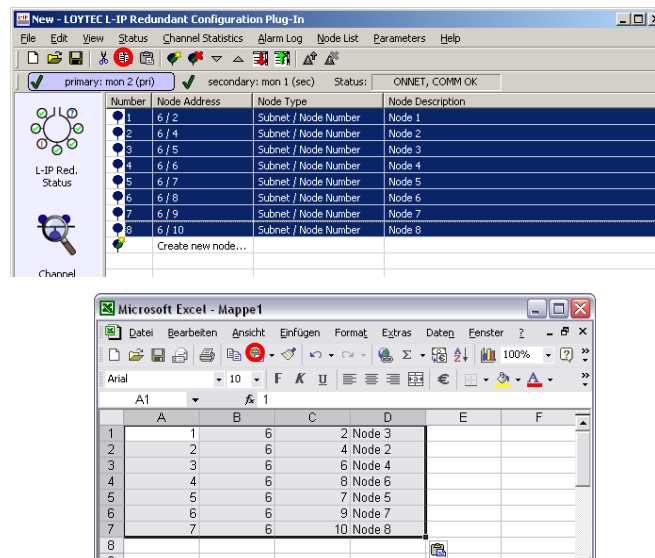 New - LOYTEC L-IP Redundant Configuration Plug-In
File Edit View Status Channel Statistics Alarm Log Node List Parameters Help
primary: mon 2 (pri) secondary: mon 1 (sec) Status: ONNET, COMM OK
Number Node Address Node Type Node Description
1 6 / 2 Subnet / Node Number Node 1
2 6 / 4 Subnet / Node Number Node 2
3 6 / 5 Subnet / Node Number Node 3
4 6 / 6 Subnet / Node Number Node 4
5 6 / 7 Subnet / Node Number Node 5
6 6 / 8 Subnet / Node Number Node 6
7 6 / 9 Subnet / Node Number Node 7
8 6 / 10 Subnet / Node Number Node 8
Create new node...
L-IP Red.
Status
Channel
Microsoft Excel - Mappe1
Datei Bearbeiten Ansicht Einfügen Format Extras Daten Fenster ?
100%
Arial 10 F K U €
A1 fx 1
A B C D E F
1 1 6 2 Node 3
2 2 6 4 Node 2
3 3 6 6 Node 4
4 4 6 8 Node 6
5 5 6 7 Node 5
6 6 6 9 Node 7
7 7 6 10 Node 8
8